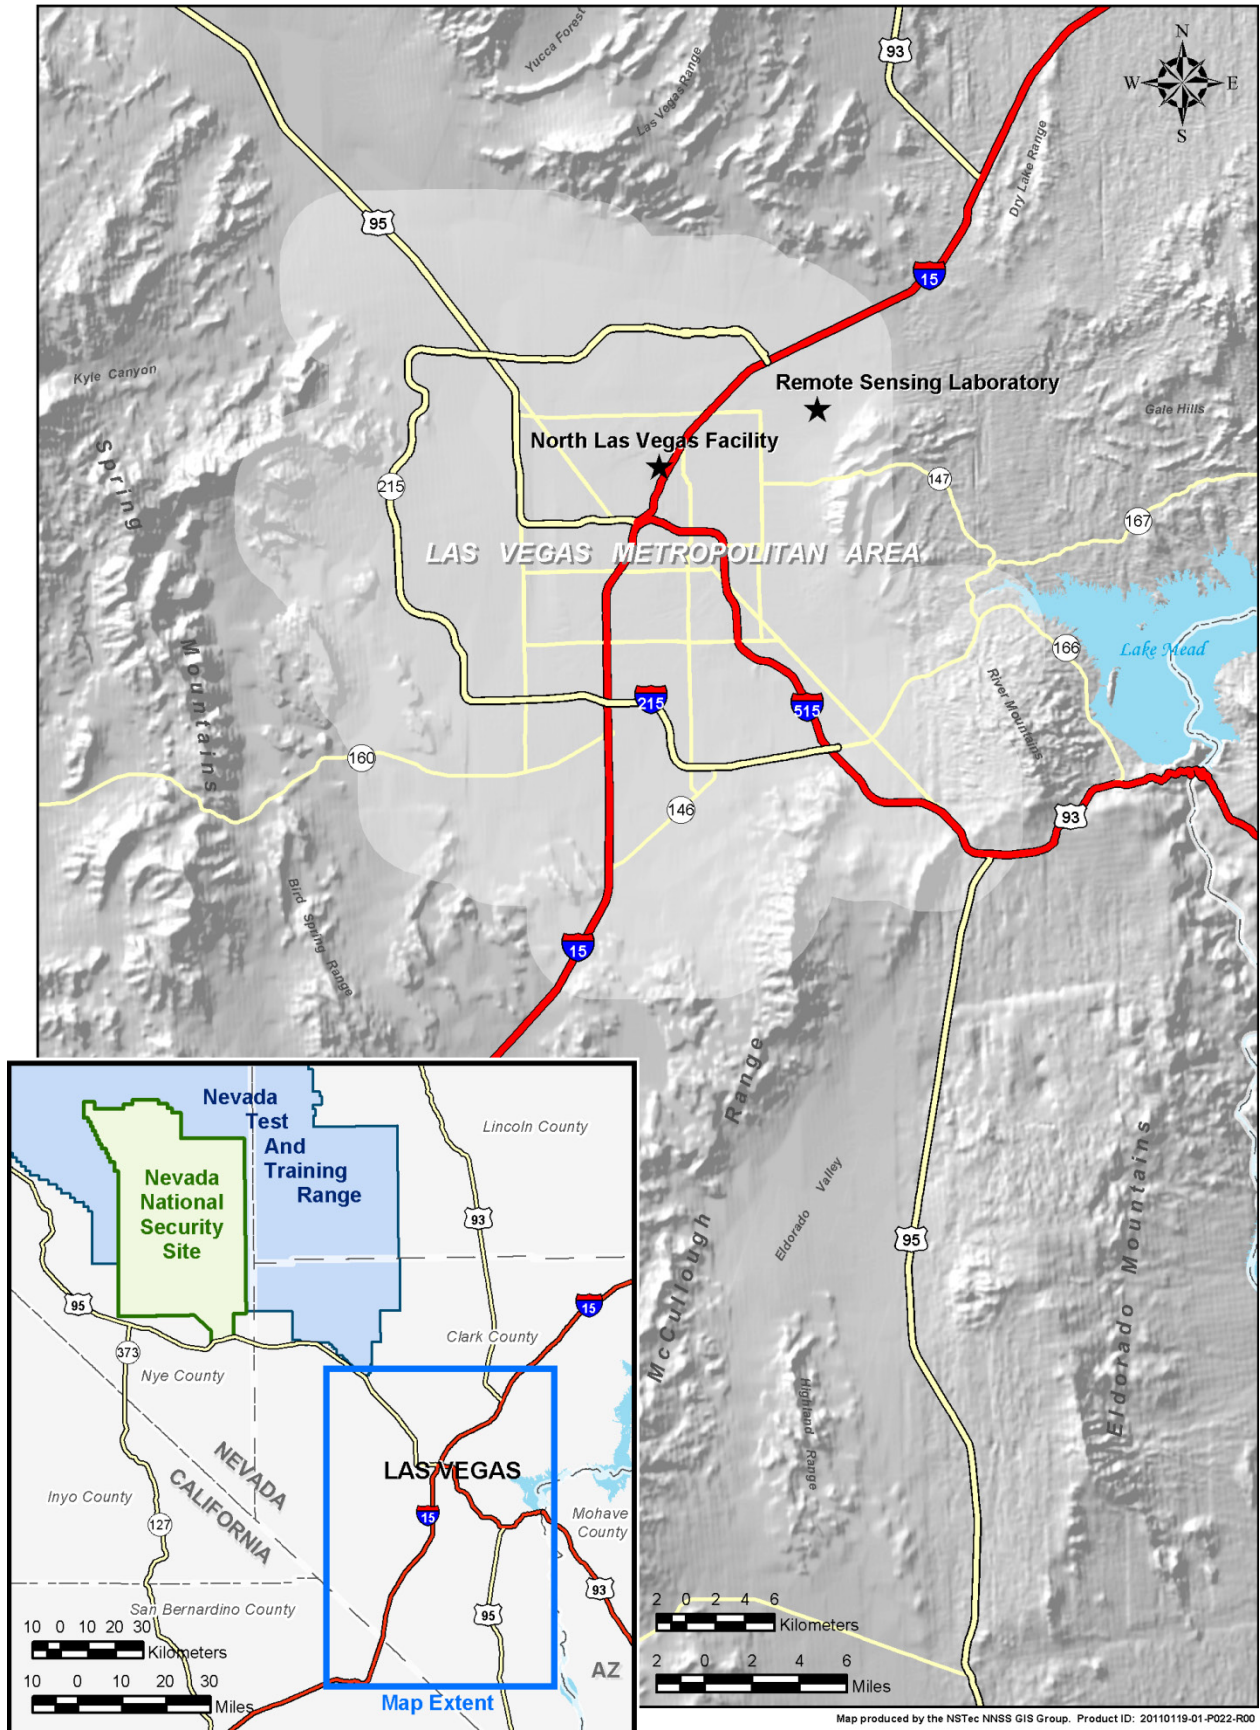 Yucca Forest
Las Vegas Range
93
N
W
E
S
Dry Lake Range
95
15
Kyle Canyon
Remote Sensing Laboratory
Gale Hills
North Las Vegas Facility
Spring Mountains
215
147
167
LAS VEGAS METROPOLITAN AREA
Lake Mead
166
River Mountains
215
515
160
146
93
Bird Spring Range
15
McCullough Range
Eldorado Valley
95
Eldorado Mountains
Highland Range
2 0 2 4 6
Kilometers
2 0 2 4 6
Miles
Nevada
Test
And
Training
Range
Lincoln County
Nevada
National
Security
Site
93
95
15
373
Clark County
Nye County
NEVADA
CALIFORNIA
LAS VEGAS
Inyo County
15
127
Mohave
County
93
95
San Bernardino County
10 0 10 20 30
Kilometers
AZ
10 0 10 20 30
Miles
Map Extent
Map produced by the NSTec NNSS GIS Group. Product ID: 20110119-01-P022-R00